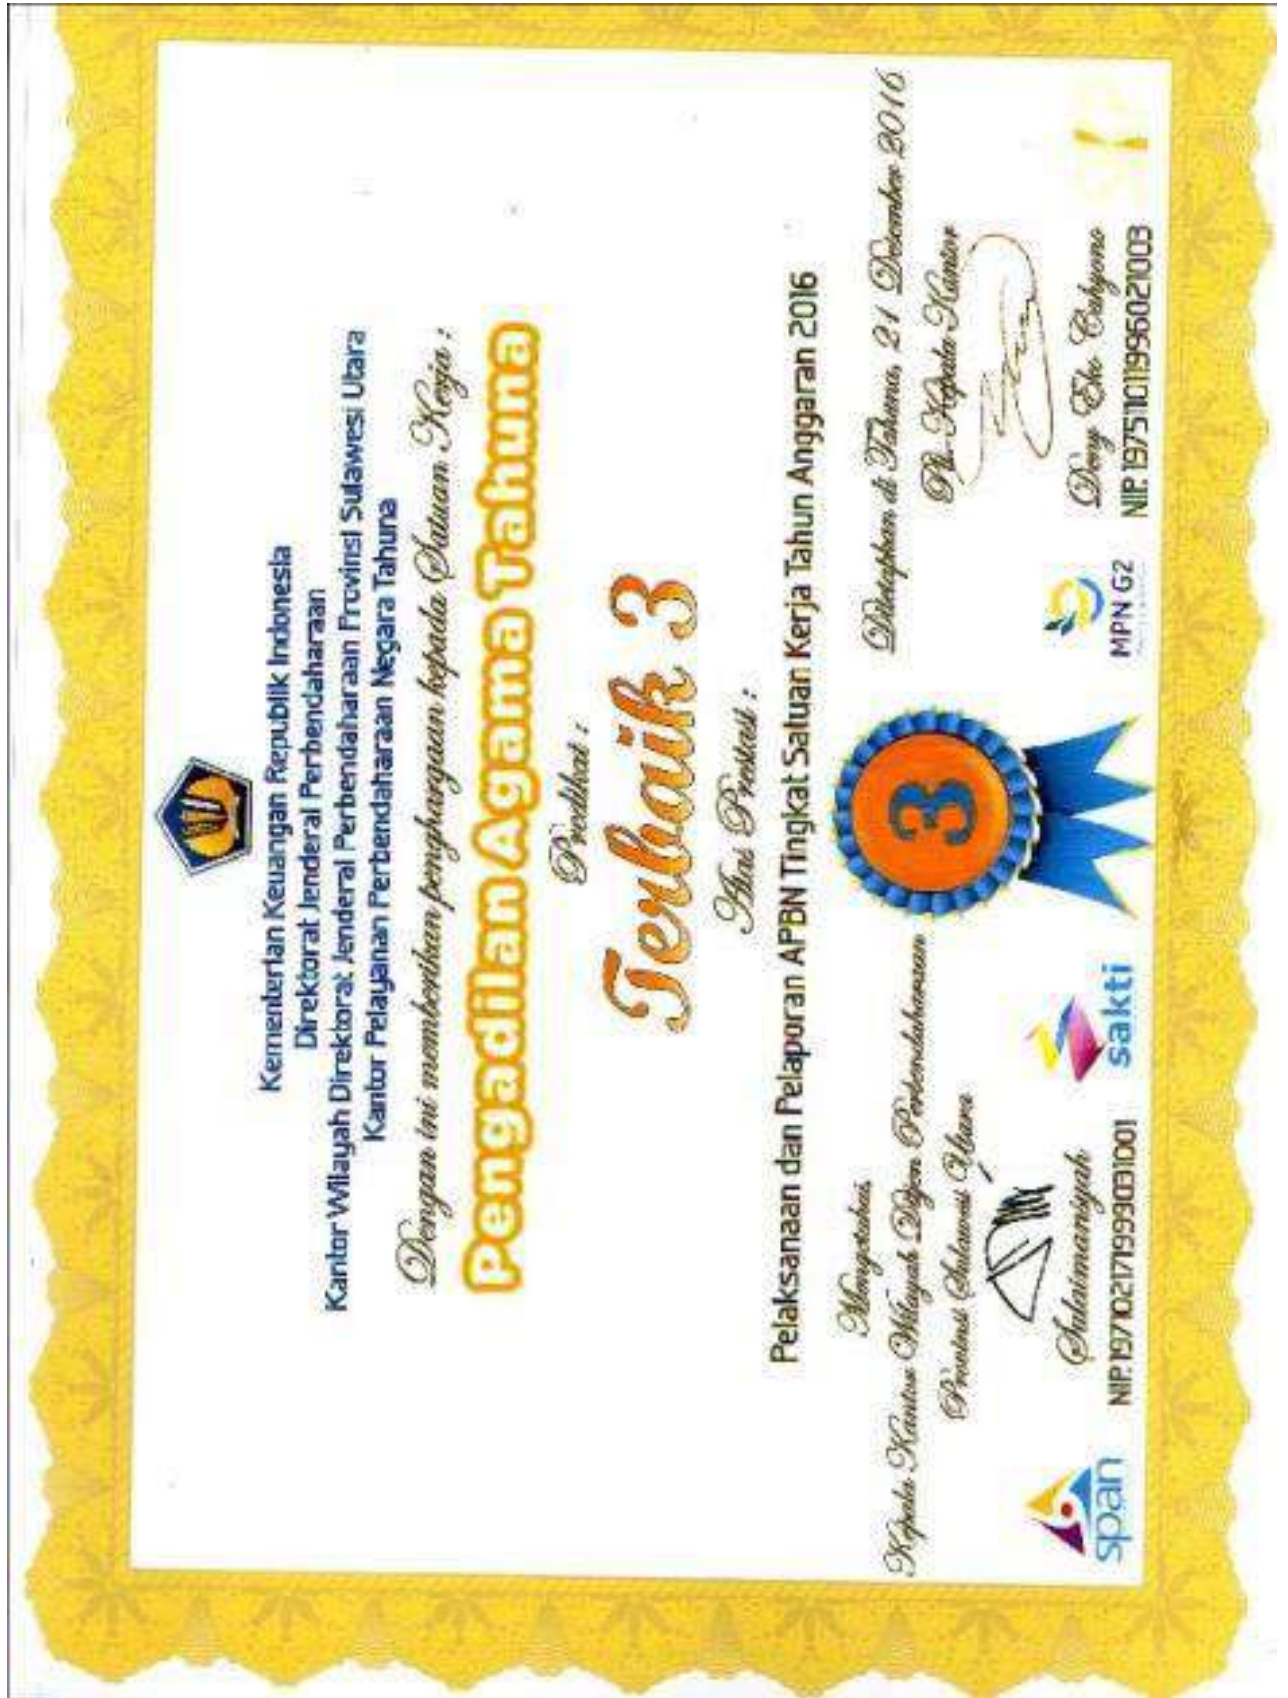 Kementerian Keuangan Republik Indonesia
Direktorat Jenderal Perbendaharaan
Kantor Wilayah Direktorat Jenderal Perbendaharaan Provinsi Sulawesi Utara
Kantor Pelayanan Perbendaharaan Negara Tahuna
Dengan ini memberikan penghargaan kepada Satuan Kerja :
Pengadilan Agama Tahuna
Predikat :
Terbaik 3
Atas Prestasi :
Pelaksanaan dan Pelaporan APBN Tingkat Satuan Kerja Tahun Anggaran 2016
Mengetahui,
Kepala Kantor Wilayah Ditjen Perbendaharaan
Provinsi Sulawesi Utara
Sulaimansyah
NIP. 197102171999031001
span
sakti
3
Ditetapkan di Tahuna, 21 Desember 2016
Plt. Kepala Kantor
Deny Eko Cahyono
NIP. 197511011996021003
MPN G2